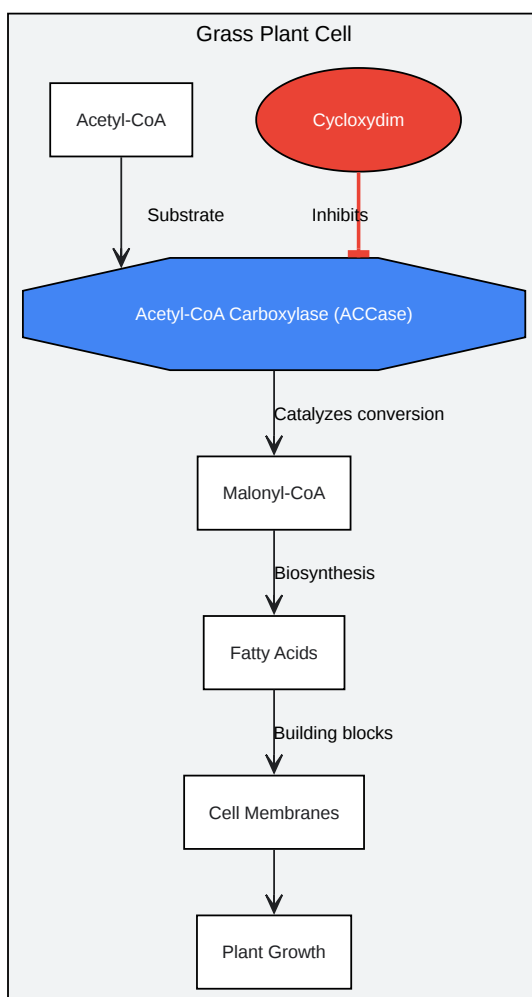 Grass Plant Cell
Acetyl-CoA
Cycloxydim
Substrate
Inhibits
Acetyl-CoA Carboxylase (ACCase)
Catalyzes conversion
Malonyl-CoA
Biosynthesis
Fatty Acids
Building blocks
Cell Membranes
Plant Growth